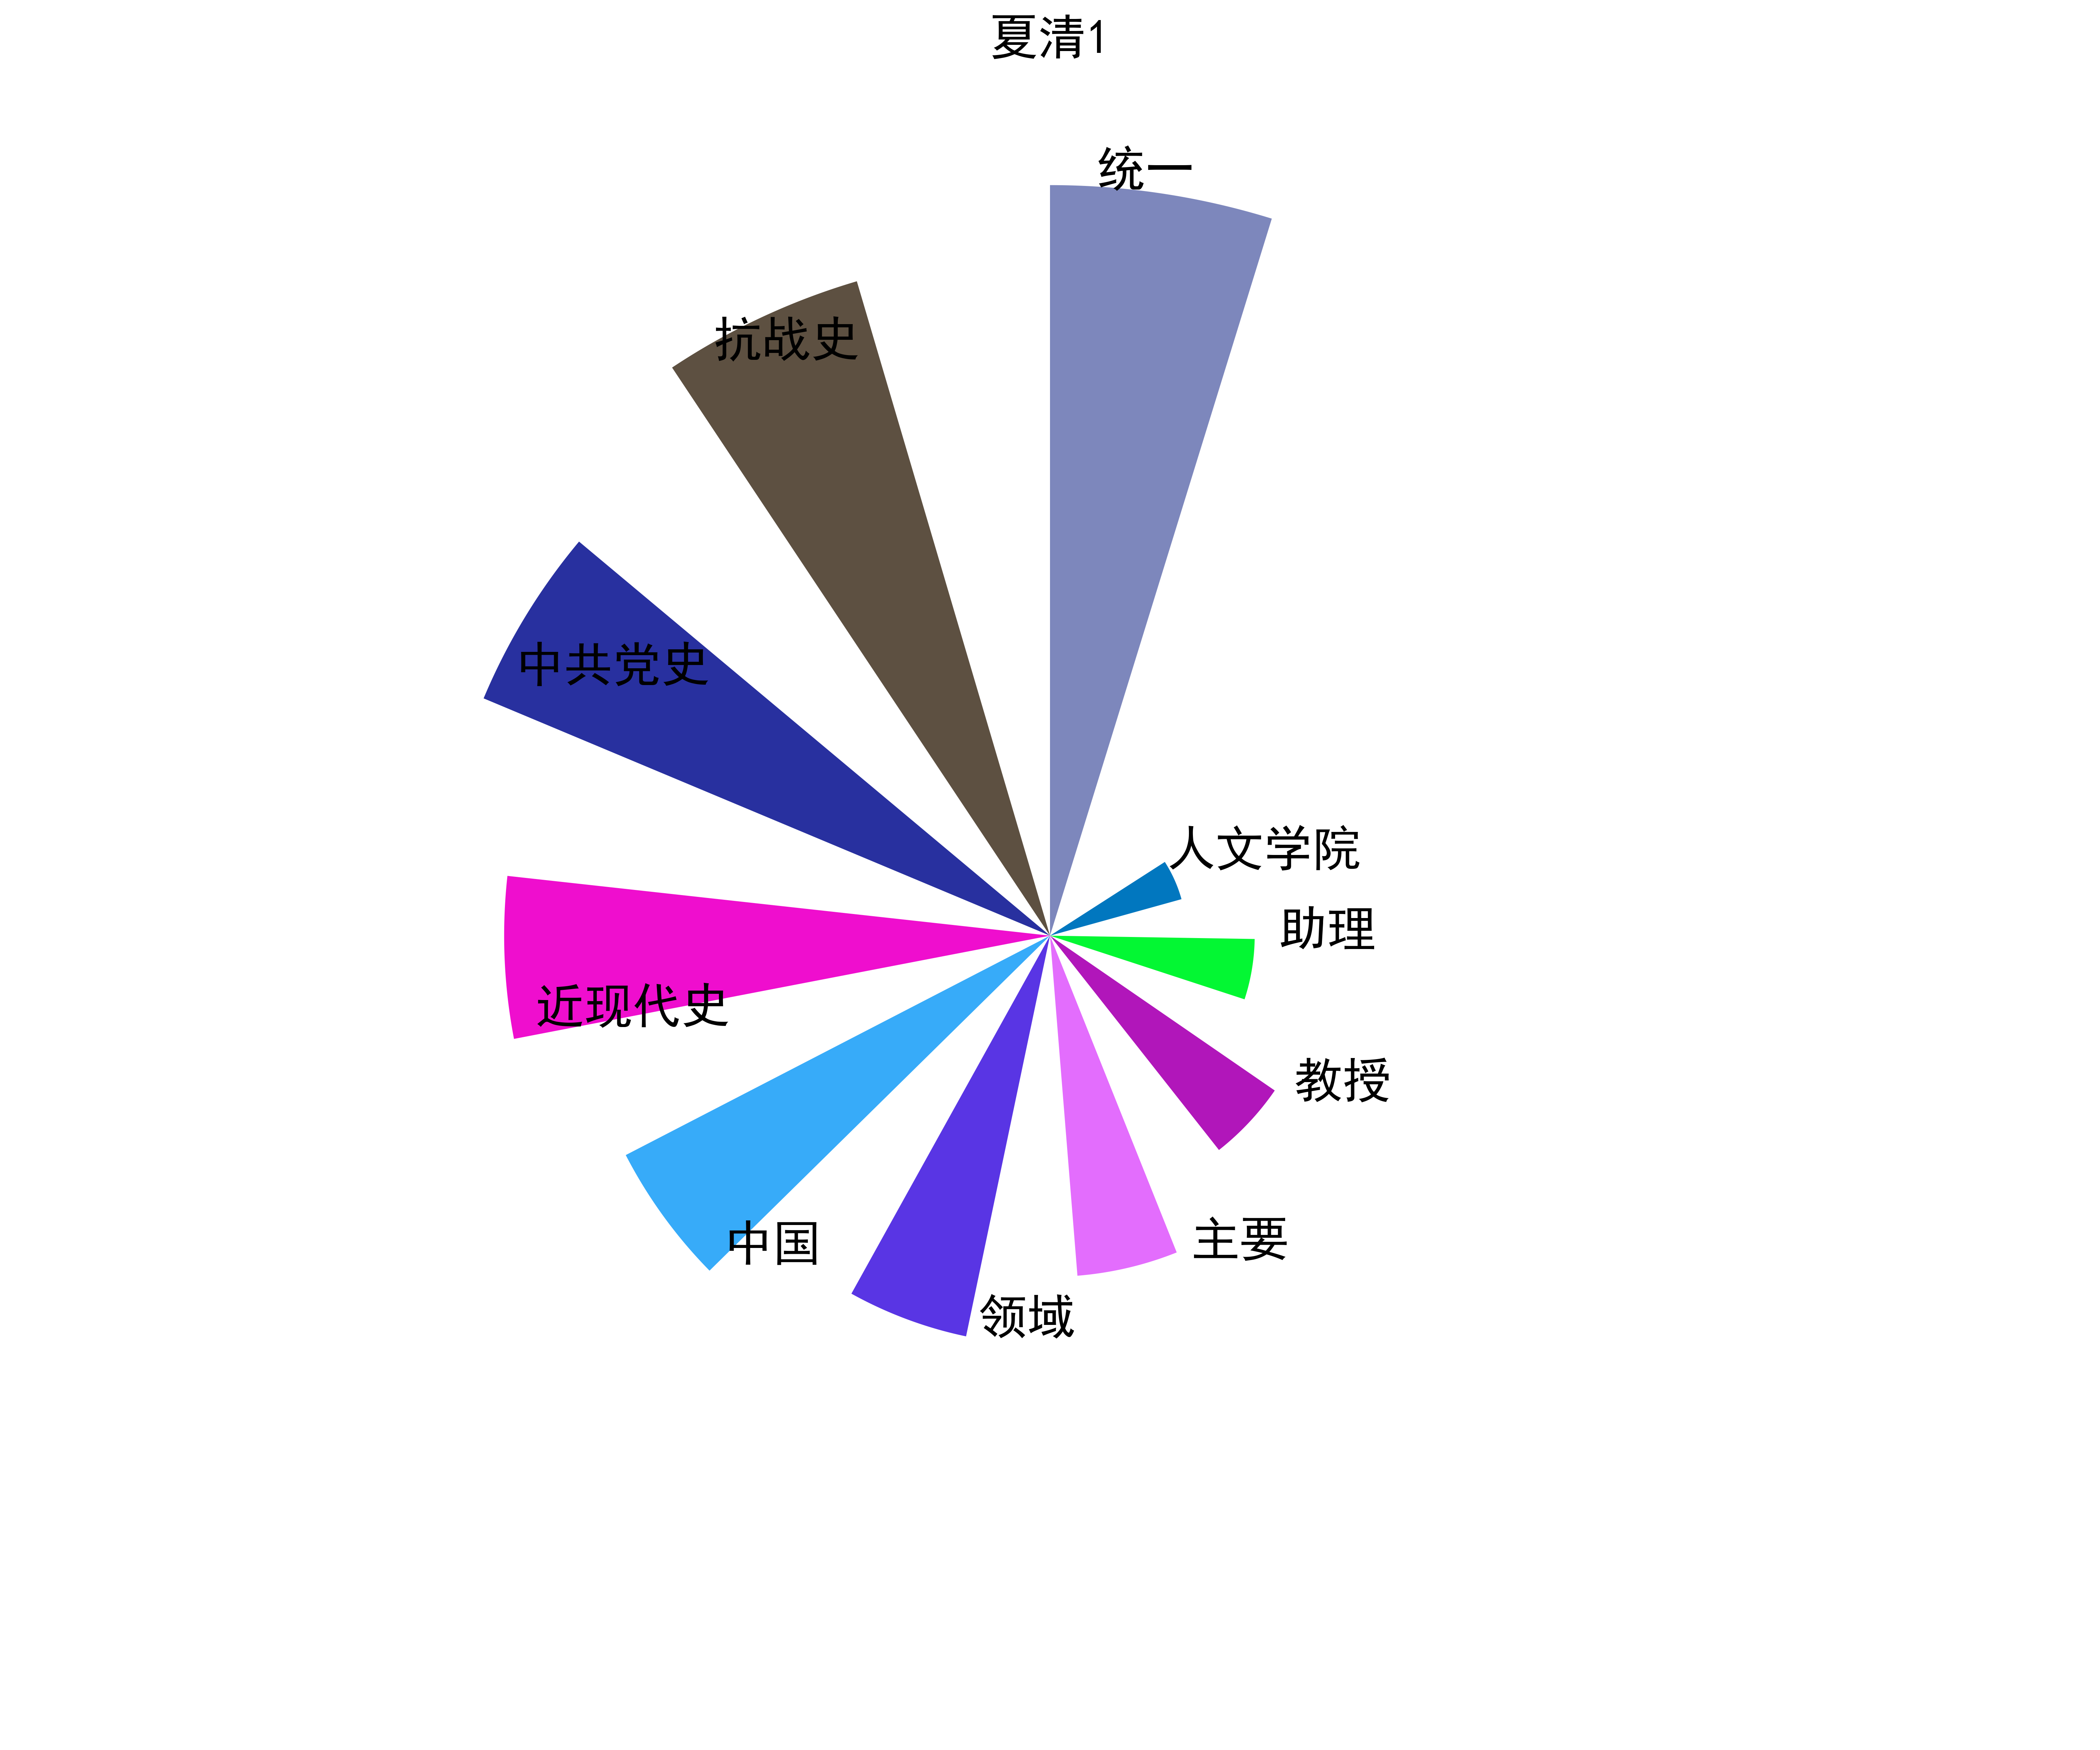 夏清1
统一
抗战史
中共党史
人文学院
助理
近现代史
教授
主要
中国
领域